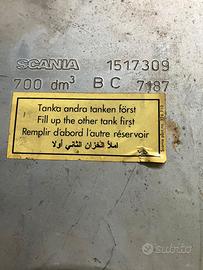 SCANIA 1517309
700 dm³ BC 7187
Tanka andra tanken först
Fill up the other tank first
Remplir d'abord l'autre réservoir
املأ الخزان الثاني أولا
subito